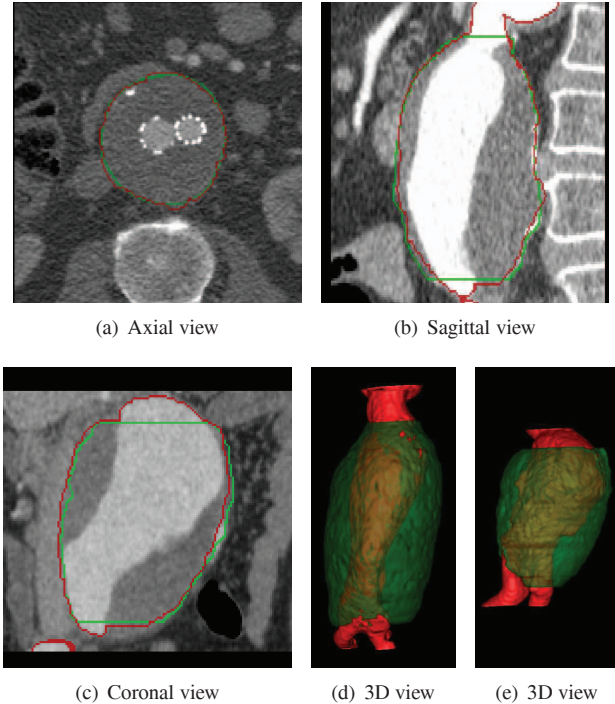 (a) Axial view
(b) Sagittal view
(c) Coronal view
(d) 3D view
(e) 3D view